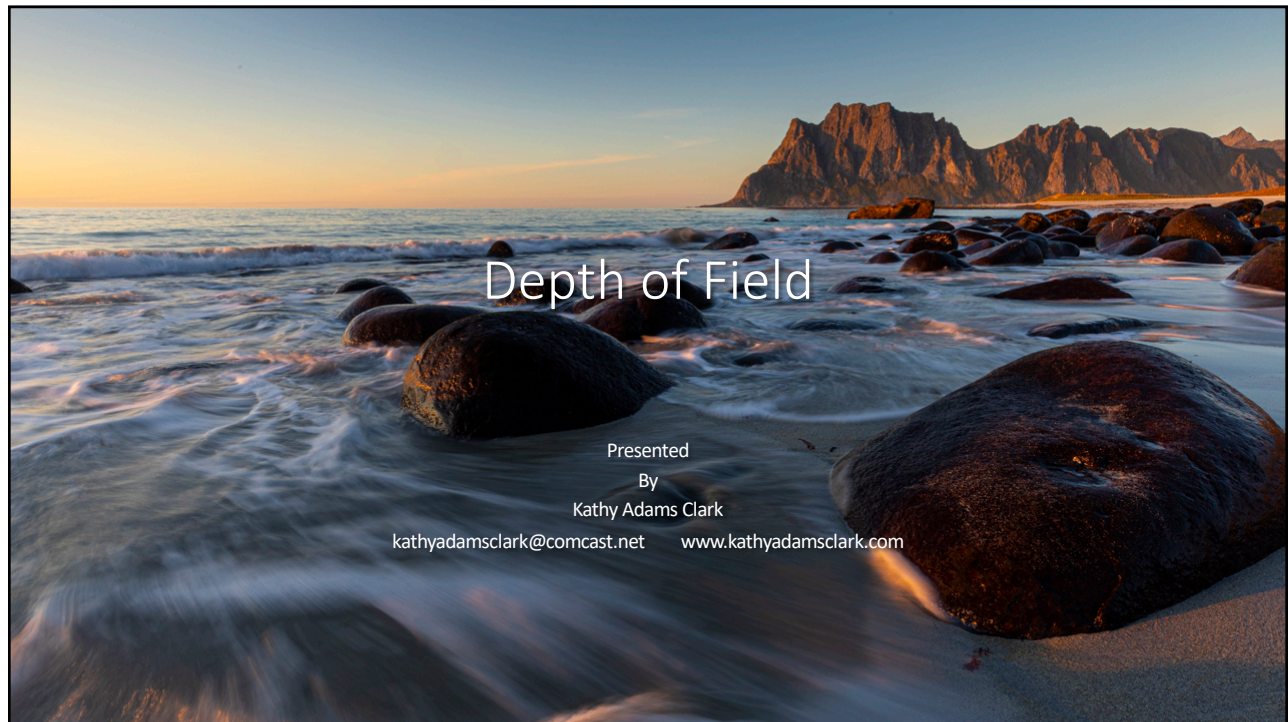 Depth of Field
Presented
By
Kathy Adams Clark
kathyadamsclark@comcast.net www.kathyadamsclark.com